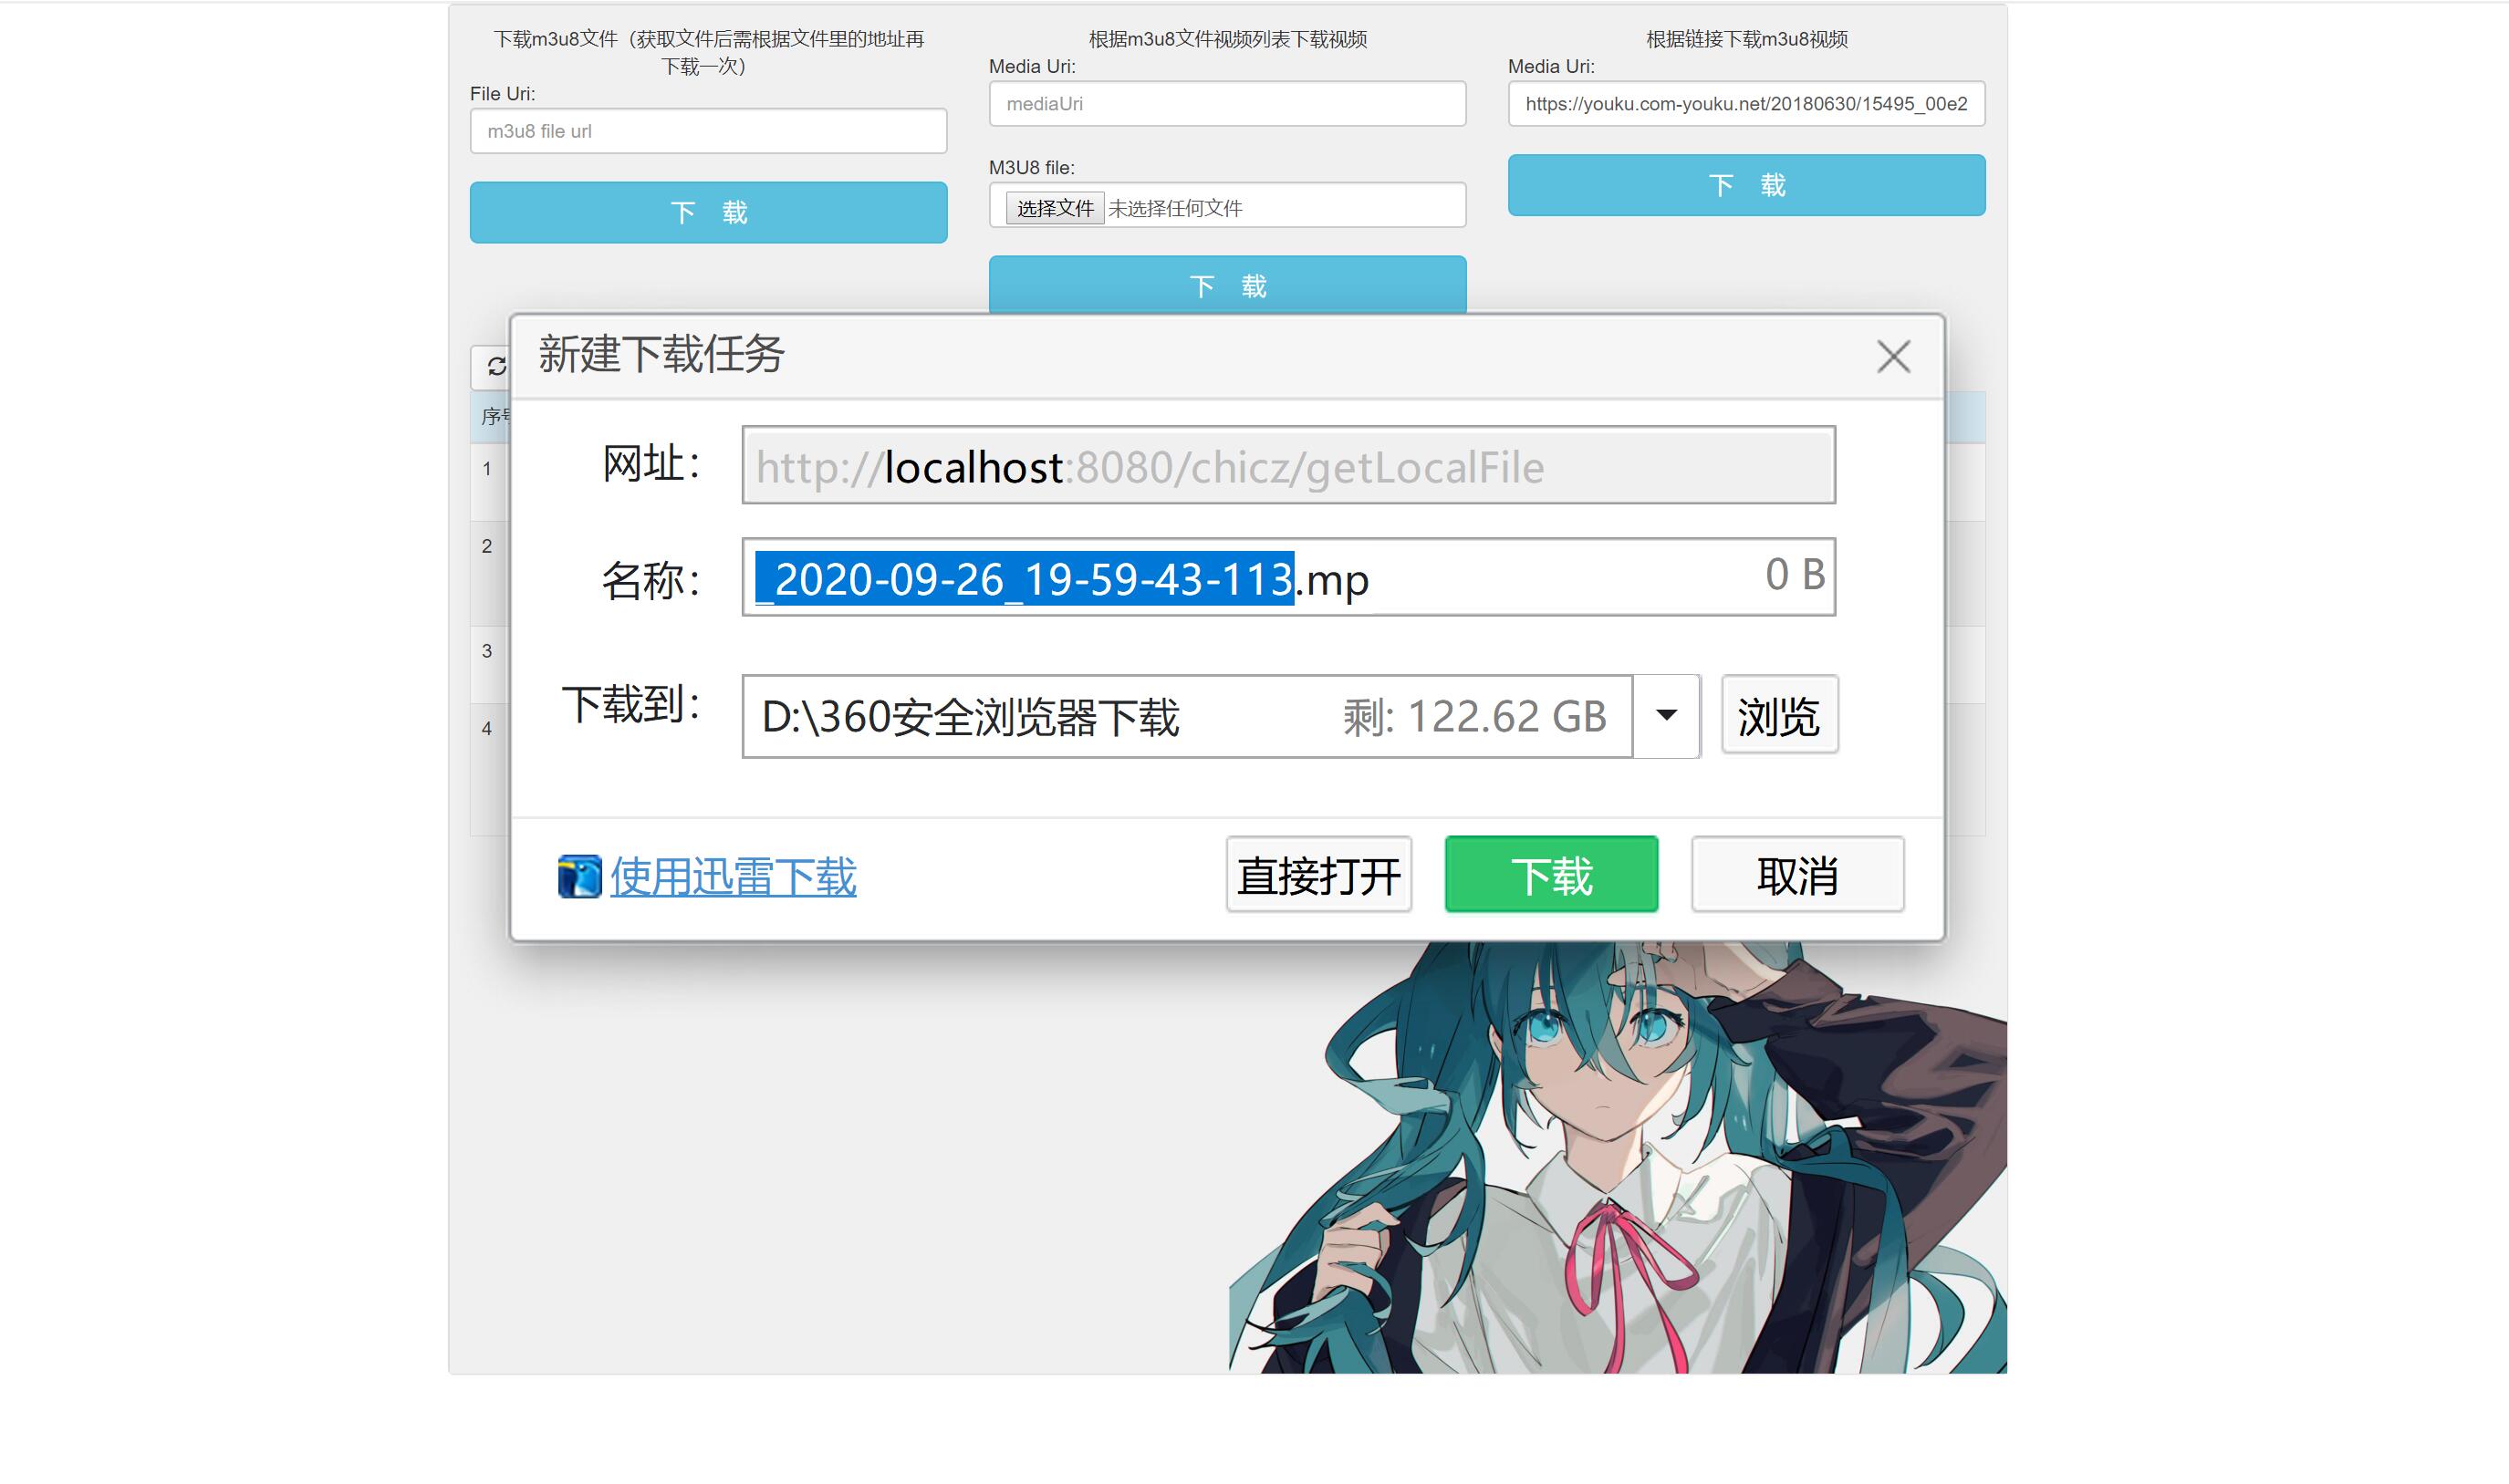 下载m3u8文件（获取文件后需根据文件里的地址再
下载一次）
File Uri:
m3u8 file url
下 载
根据m3u8文件视频列表下载视频
Media Uri:
mediaUri
M3U8 file:
选择文件 未选择任何文件
下 载
根据链接下载m3u8视频
Media Uri:
https://youku.com-youku.net/20180630/15495_00e2
下 载
序号
1
2
3
4
新建下载任务
网址：
http://localhost:8080/chicz/getLocalFile
名称：
_2020-09-26_19-59-43-113.mp
0 B
下载到：
D:\360安全浏览器下载 剩: 122.62 GB
浏览
使用迅雷下载
直接打开
下载
取消